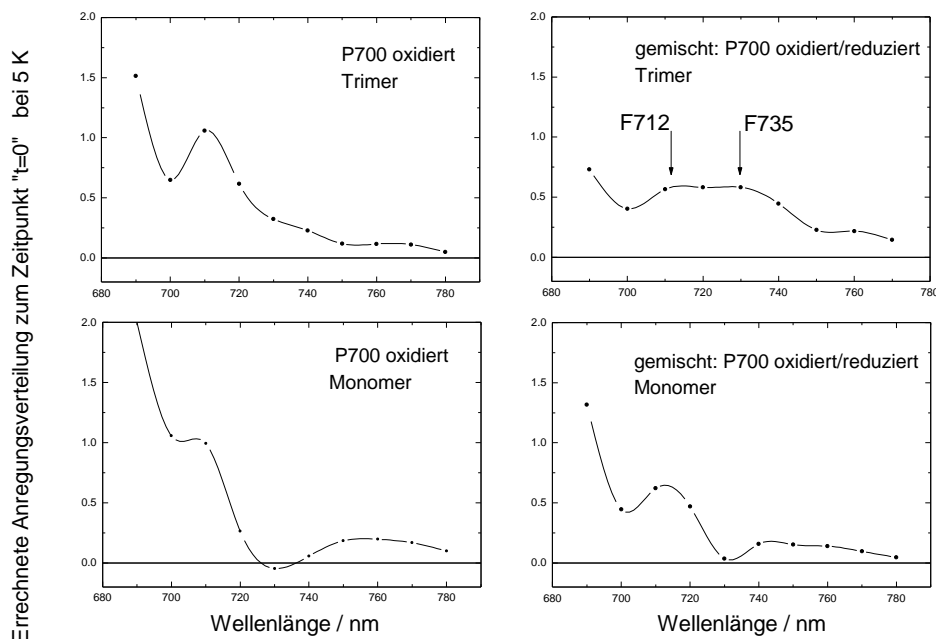 Errechnete Anregungsverteilung zum Zeitpunkt "t=0" bei 5 K
2.0
1.5
1.0
0.5
0.0
680 700 720 740 760 780
P700 oxidiert
Trimer
2.0
1.5
1.0
0.5
0.0
680 700 720 740 760 780
gemischt: P700 oxidiert/reduziert
Trimer
F712 F735
2.0
1.5
1.0
0.5
0.0
680 700 720 740 760 780
P700 oxidiert
Monomer
Wellenlänge / nm
2.0
1.5
1.0
0.5
0.0
680 700 720 740 760 780
gemischt: P700 oxidiert/reduziert
Monomer
Wellenlänge / nm